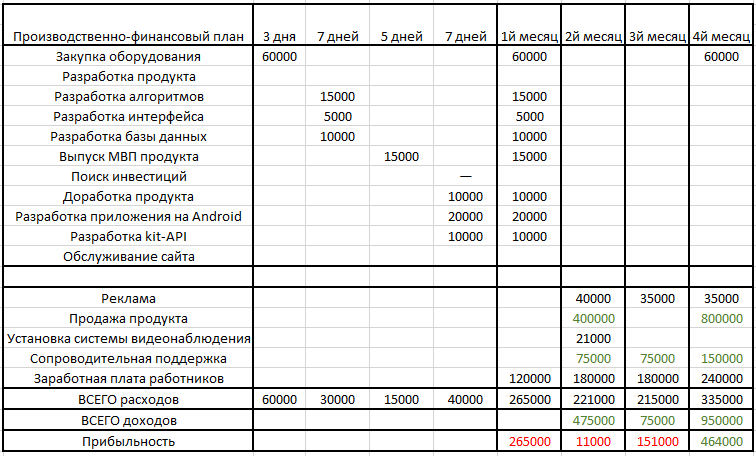 Производственно-финансовый план 3 дня 7 дней 5 дней 7 дней 1й месяц 2й месяц 3й месяц 4й месяц
Закупка оборудования 60000 60000 60000
Разработка продукта
Разработка алгоритмов 15000 15000
Разработка интерфейса 5000 5000
Разработка базы данных 10000 10000
Выпуск МВП продукта 15000 15000
Поиск инвестиций —
Доработка продукта 10000 10000
Разработка приложения на Android 20000 20000
Разработка kit-API 10000 10000
Обслуживание сайта
Реклама 40000 35000 35000
Продажа продукта 400000 800000
Установка системы видеонаблюдения 21000
Сопроводительная поддержка 75000 75000 150000
Заработная плата работников 120000 180000 180000 240000
ВСЕГО расходов 60000 30000 15000 40000 265000 221000 215000 335000
ВСЕГО доходов 475000 75000 950000
Прибыльность 265000 11000 151000 464000